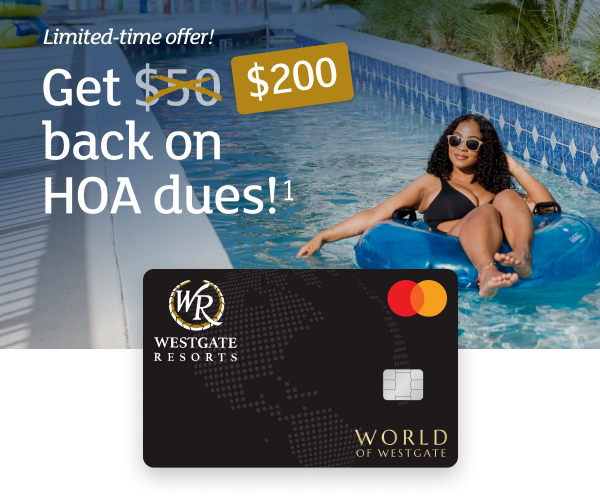 Limited-time offer!
Get $50 $200
back on
HOA dues!1
WR
WESTGATE
RESORTS
WORLD
OF WESTGATE